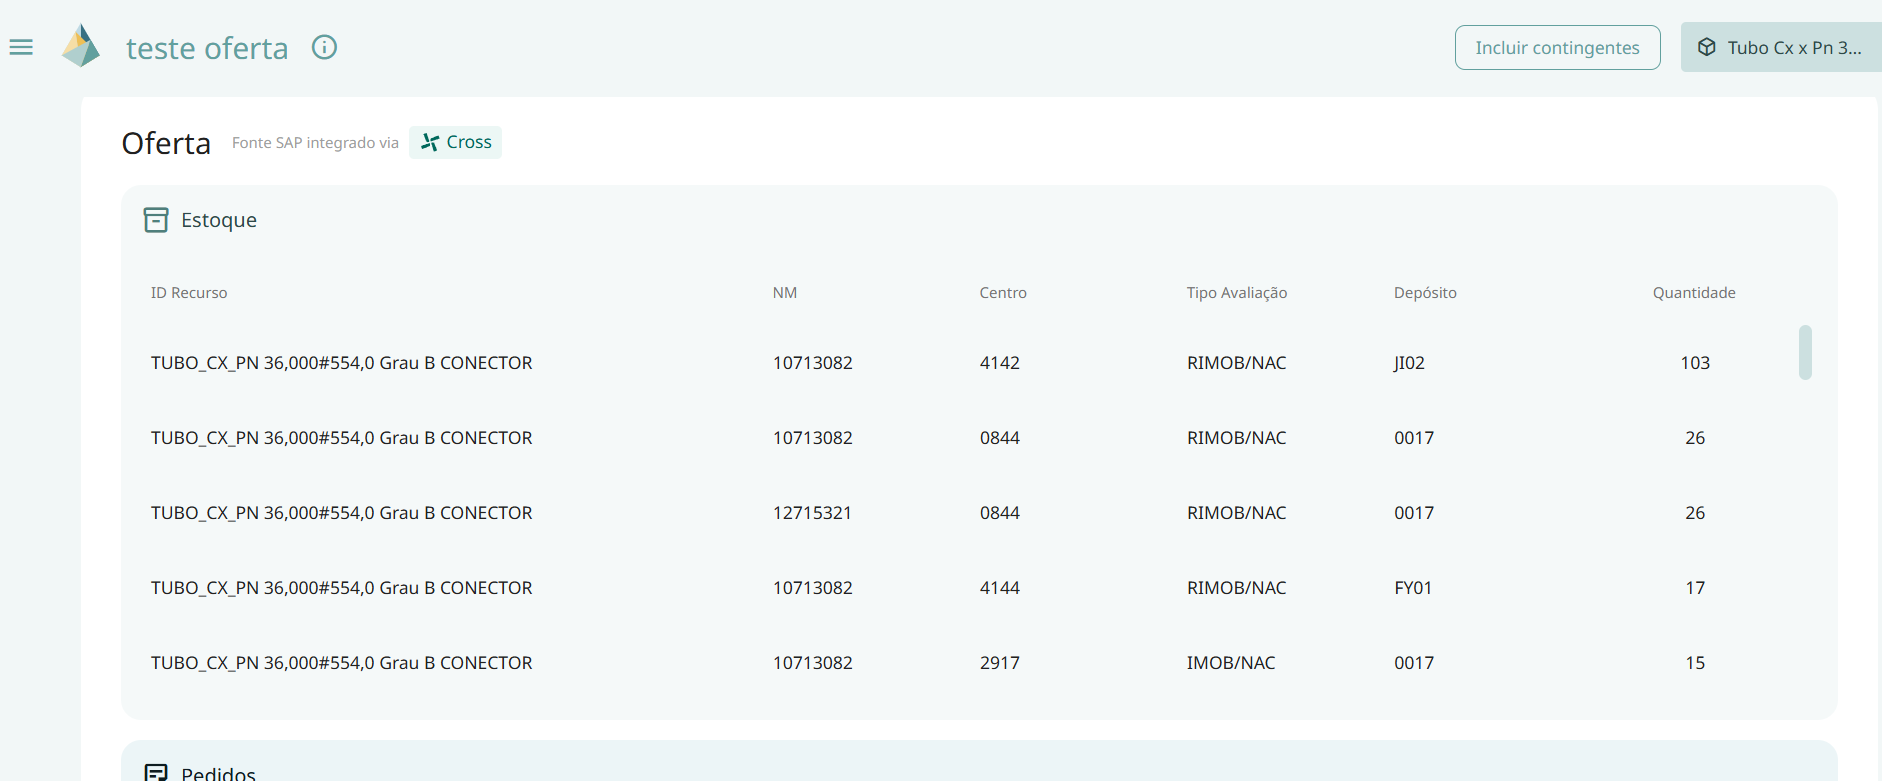 teste oferta
Incluir contingentes
Tubo Cx x Pn 3...
Oferta Fonte SAP integrado via Cross
Estoque
ID Recurso NM Centro Tipo Avaliação Depósito Quantidade
TUBO_CX_PN 36,000#554,0 Grau B CONECTOR 10713082 4142 RIMOB/NAC JI02 103
TUBO_CX_PN 36,000#554,0 Grau B CONECTOR 10713082 0844 RIMOB/NAC 0017 26
TUBO_CX_PN 36,000#554,0 Grau B CONECTOR 12715321 0844 RIMOB/NAC 0017 26
TUBO_CX_PN 36,000#554,0 Grau B CONECTOR 10713082 4144 RIMOB/NAC FY01 17
TUBO_CX_PN 36,000#554,0 Grau B CONECTOR 10713082 2917 IMOB/NAC 0017 15
Pedidos